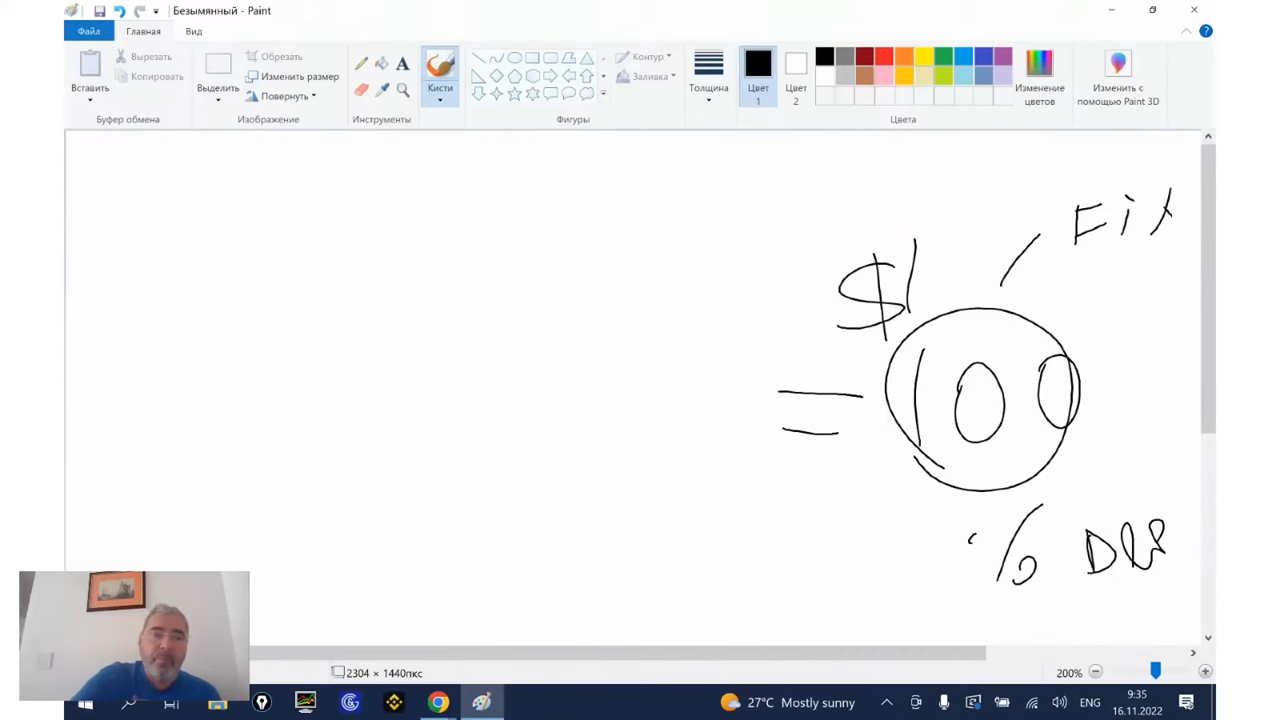 Безымянный - Paint
Файл
Главная
Вид
Вставить
Вырезать
Копировать
Буфер обмена
Выделить
Обрезать
Изменить размер
Повернуть
Изображение
A
Инструменты
Кисти
Контур
Заливка
Фигуры
Толщина
Цвет
1
Цвет
2
Изменение
цветов
Цвета
Изменить с
помощью Paint 3D
$1
100
%
2304 × 1440пкс
200%
27°C Mostly sunny
ENG
9:35
16.11.2022